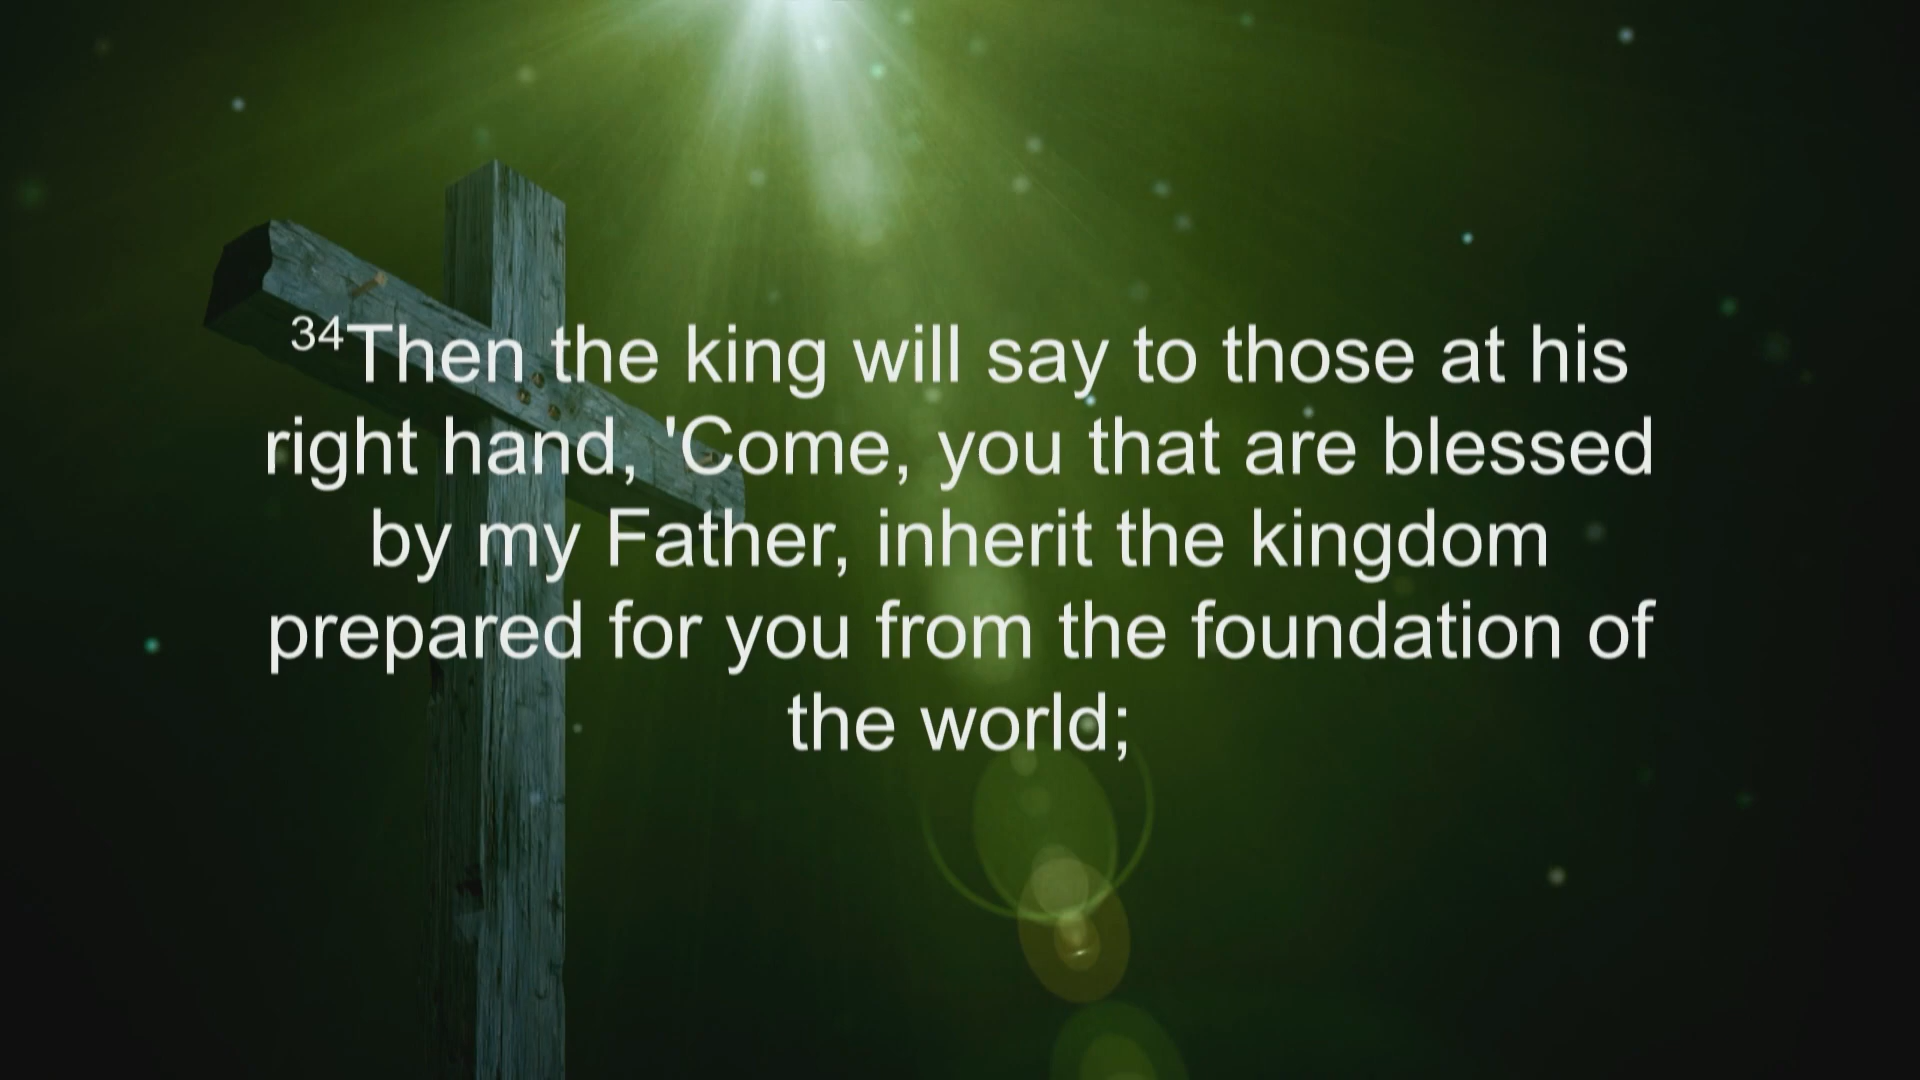 34Then the king will say to those at his
right hand, 'Come, you that are blessed
by my Father, inherit the kingdom
prepared for you from the foundation of
the world;